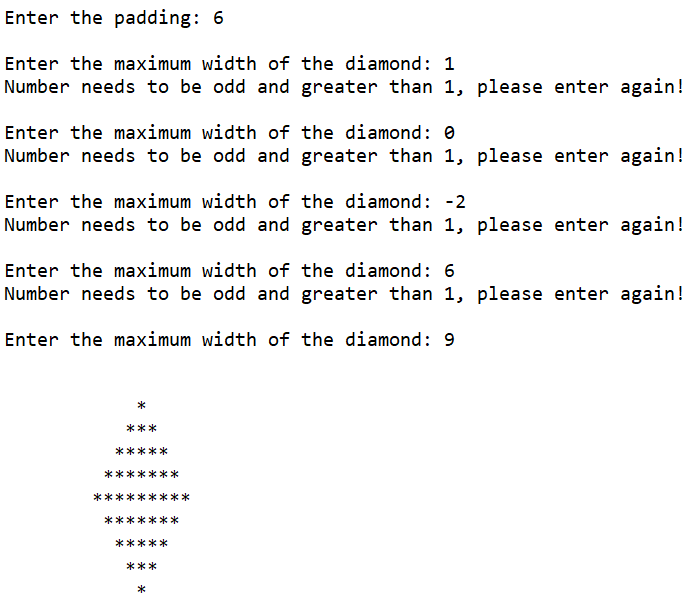 Enter the padding: 6
Enter the maximum width of the diamond: 1
Number needs to be odd and greater than 1, please enter again!
Enter the maximum width of the diamond: 0
Number needs to be odd and greater than 1, please enter again!
Enter the maximum width of the diamond: -2
Number needs to be odd and greater than 1, please enter again!
Enter the maximum width of the diamond: 6
Number needs to be odd and greater than 1, please enter again!
Enter the maximum width of the diamond: 9
            *
           ***
          *****
         *******
        *********
         *******
          *****
           ***
            *